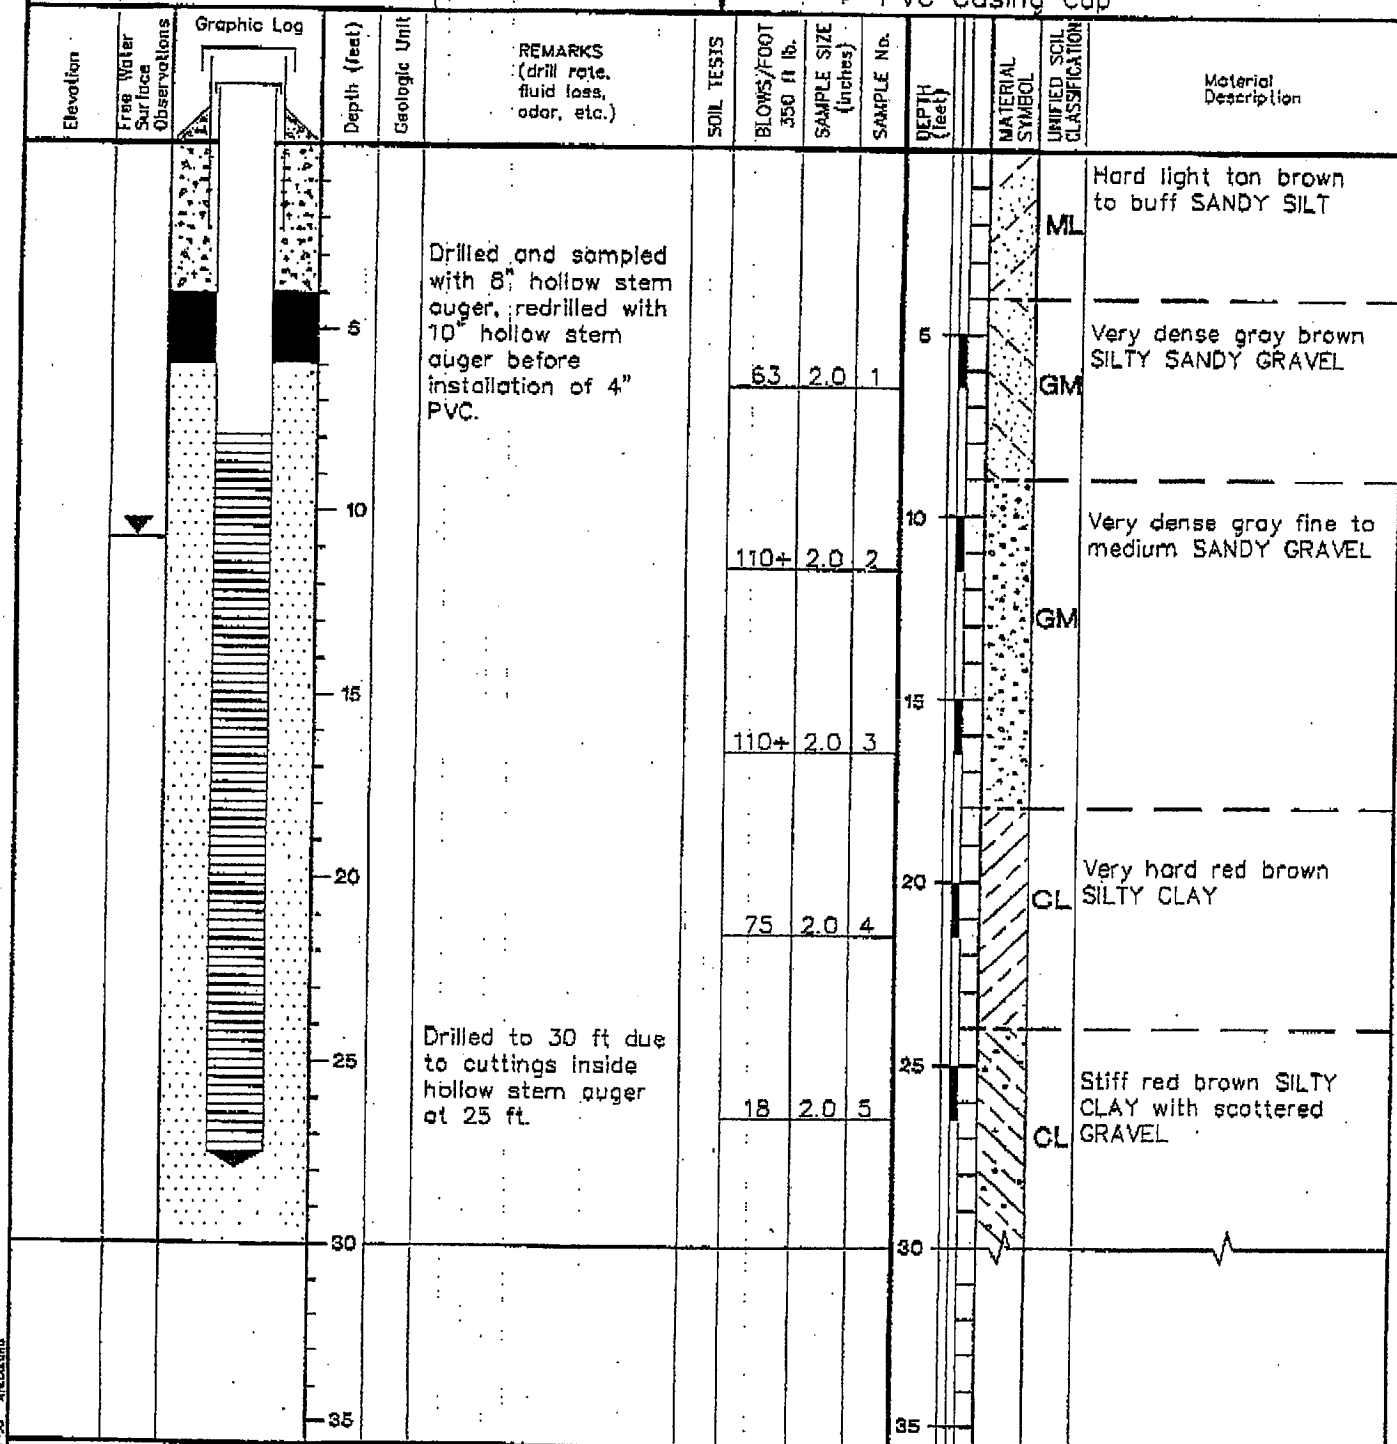 PVC Casing Cap
Elevation
Free Water
Surface
Observations
Graphic Log
Depth (feet)
Geologic Unit
REMARKS
(drill rate,
fluid loss,
odor, etc.)
SOIL TESTS
BLOWS/FOOT
350 ft lb.
SAMPLE SIZE
(inches)
SAMPLE No.
DEPTH
(feet)
MATERIAL
SYMBOL
UNIFIED SOIL
CLASSIFICATION
Material
Description
Hard light tan brown
to buff SANDY SILT
ML
Drilled and sampled
with 8" hollow stem
auger, redrilled with
10" hollow stem
auger before
installation of 4"
PVC.
5
5
Very dense gray brown
SILTY SANDY GRAVEL
63 2.0 1
GM
10
10
Very dense gray fine to
medium SANDY GRAVEL
110+ 2.0 2
GM
15
15
110+ 2.0 3
20
20
Very hard red brown
SILTY CLAY
CL
75 2.0 4
Drilled to 30 ft due
to cuttings inside
hollow stem auger
at 25 ft.
25
25
Stiff red brown SILTY
CLAY with scattered
GRAVEL
18 2.0 5
CL
30
30
35
35